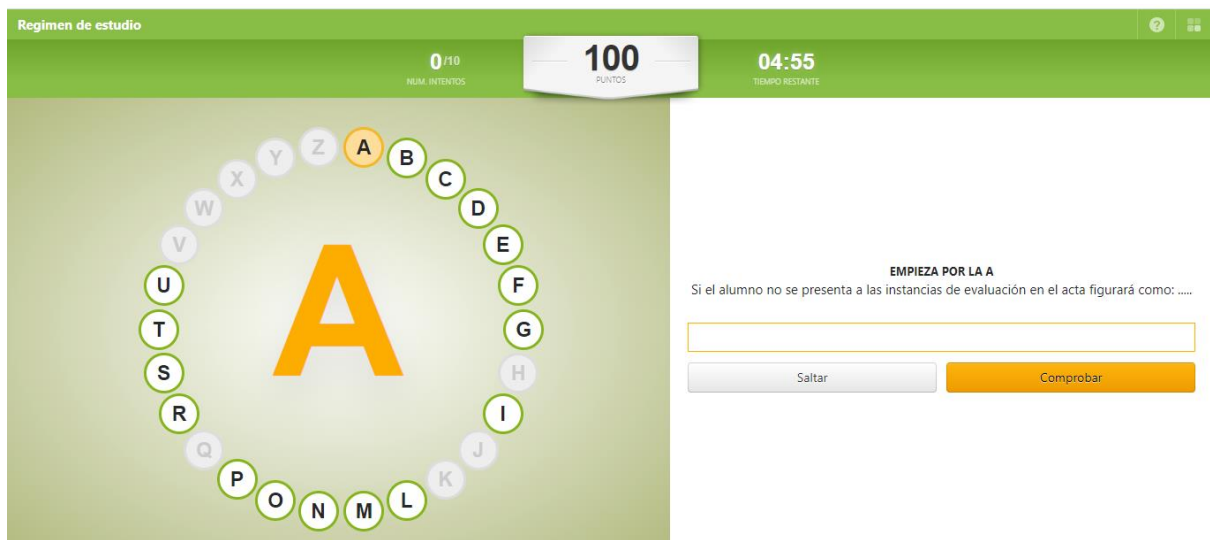 Regimen de estudio
?
0/10
NUM. INTENTOS
100
PUNTOS
04:55
TIEMPO RESTANTE
A
B
C
D
E
F
G
H
I
J
K
L
M
N
O
P
Q
R
S
T
U
V
W
X
Y
Z
A
EMPIEZA POR LA A
Si el alumno no se presenta a las instancias de evaluación en el acta figurará como: .....
Saltar
Comprobar